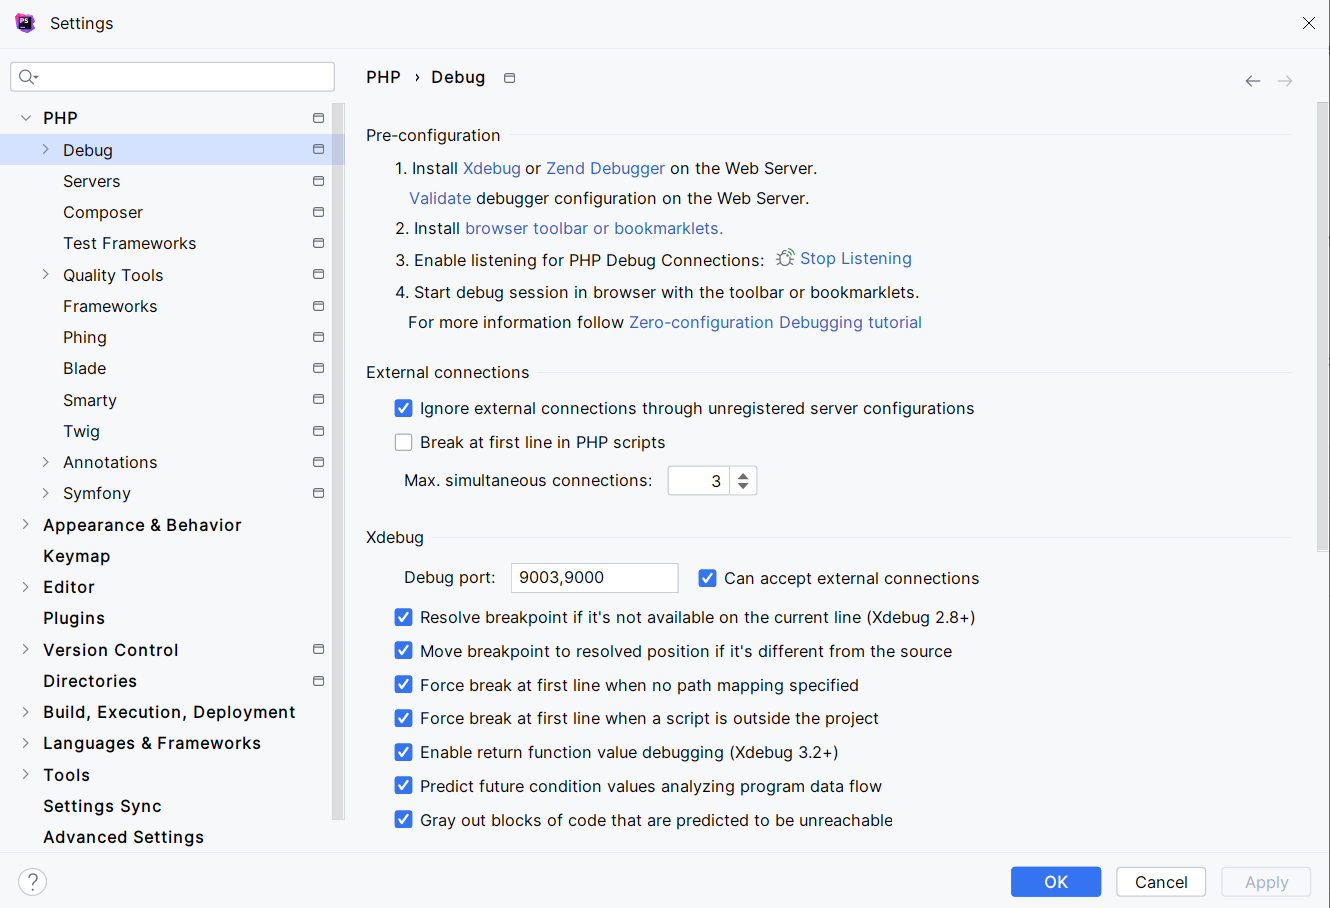 PS
Settings
PHP
Debug
Servers
Composer
Test Frameworks
Quality Tools
Frameworks
Phing
Blade
Smarty
Twig
Annotations
Symfony
Appearance & Behavior
Keymap
Editor
Plugins
Version Control
Directories
Build, Execution, Deployment
Languages & Frameworks
Tools
Settings Sync
Advanced Settings
PHP › Debug
Pre-configuration
1. Install Xdebug or Zend Debugger on the Web Server.
Validate debugger configuration on the Web Server.
2. Install browser toolbar or bookmarklets.
3. Enable listening for PHP Debug Connections: Stop Listening
4. Start debug session in browser with the toolbar or bookmarklets.
For more information follow Zero-configuration Debugging tutorial
External connections
Ignore external connections through unregistered server configurations
Break at first line in PHP scripts
Max. simultaneous connections: 3
Xdebug
Debug port: 9003,9000 Can accept external connections
Resolve breakpoint if it's not available on the current line (Xdebug 2.8+)
Move breakpoint to resolved position if it's different from the source
Force break at first line when no path mapping specified
Force break at first line when a script is outside the project
Enable return function value debugging (Xdebug 3.2+)
Predict future condition values analyzing program data flow
Gray out blocks of code that are predicted to be unreachable
? OK Cancel Apply